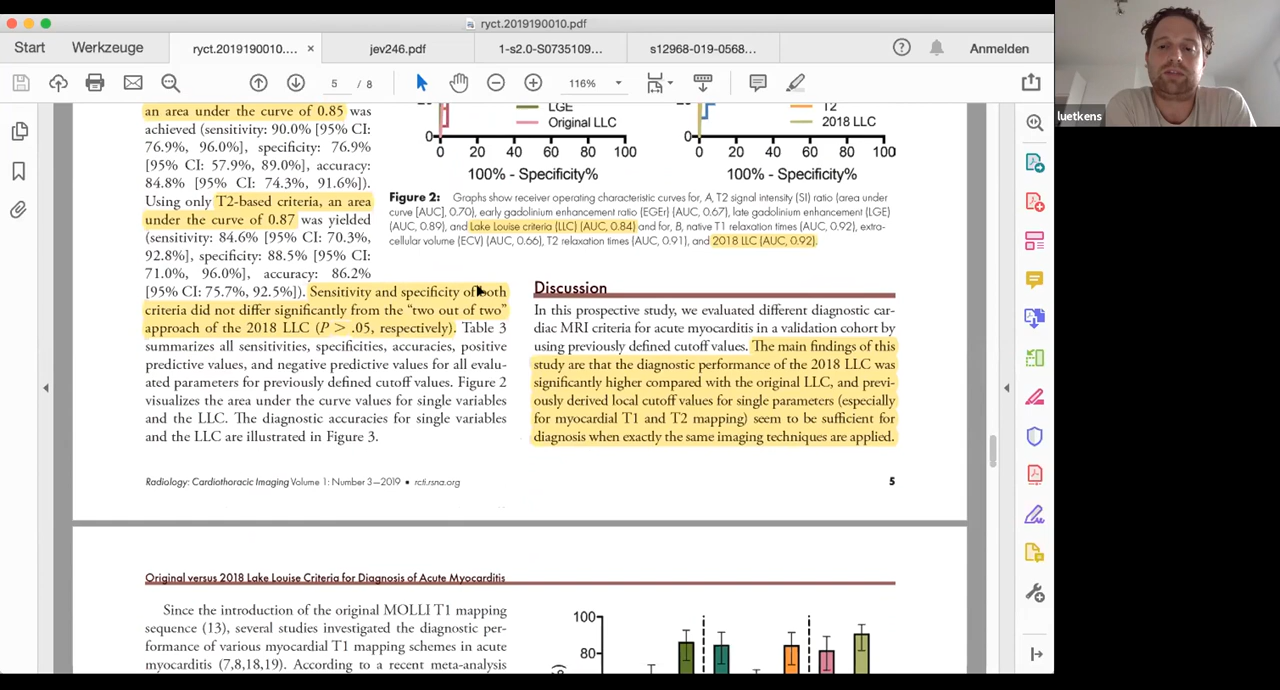 ryct.2019190010.pdf
Start Werkzeuge ryct.2019190010.... × jev246.pdf 1-s2.0-S0735109... s12968-019-0568... Anmelden
5 / 8 116%
luetkens
an area under the curve of 0.85 was
achieved (sensitivity: 90.0% [95% CI:
76.9%, 96.0%], specificity: 76.9%
[95% CI: 57.9%, 89.0%], accuracy:
84.8% [95% CI: 74.3%, 91.6%]).
Using only T2-based criteria, an area
under the curve of 0.87 was yielded
(sensitivity: 84.6% [95% CI: 70.3%,
92.8%], specificity: 88.5% [95% CI:
71.0%, 96.0%], accuracy: 86.2%
[95% CI: 75.7%, 92.5%]). Sensitivity and specificity of both
criteria did not differ significantly from the “two out of two”
approach of the 2018 LLC (P > .05, respectively). Table 3
summarizes all sensitivities, specificities, accuracies, positive
predictive values, and negative predictive values for all evalu-
ated parameters for previously defined cutoff values. Figure 2
visualizes the area under the curve values for single variables
and the LLC. The diagnostic accuracies for single variables
and the LLC are illustrated in Figure 3.
LGE
Original LLC
0
0 20 40 60 80 100
100% - Specificity%
T2
2018 LLC
0
0 20 40 60 80 100
100% - Specificity%
Figure 2: Graphs show receiver operating characteristic curves for, A, T2 signal intensity (SI) ratio (area under
curve [AUC], 0.70), early gadolinium enhancement ratio (EGEr) (AUC, 0.67), late gadolinium enhancement (LGE)
(AUC, 0.89), and Lake Louise criteria (LLC) (AUC, 0.84) and for, B, native T1 relaxation times (AUC, 0.92), extra-
cellular volume (ECV) (AUC, 0.66), T2 relaxation times (AUC, 0.91), and 2018 LLC (AUC, 0.92).
Discussion
In this prospective study, we evaluated different diagnostic car-
diac MRI criteria for acute myocarditis in a validation cohort by
using previously defined cutoff values. The main findings of this
study are that the diagnostic performance of the 2018 LLC was
significantly higher compared with the original LLC, and previ-
ously derived local cutoff values for single parameters (especially
for myocardial T1 and T2 mapping) seem to be sufficient for
diagnosis when exactly the same imaging techniques are applied.
Radiology: Cardiothoracic Imaging Volume 1: Number 3—2019 • rcti.rsna.org 5
Original versus 2018 Lake Louise Criteria for Diagnosis of Acute Myocarditis
Since the introduction of the original MOLLI T1 mapping
sequence (13), several studies investigated the diagnostic per-
formance of various myocardial T1 mapping schemes in acute
myocarditis (7,8,18,19). According to a recent meta-analysis
100
80